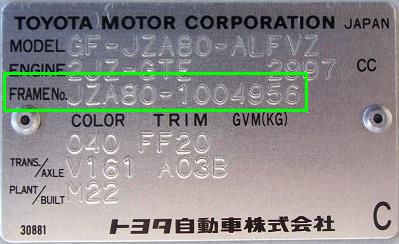 TOYOTA MOTOR CORPORATION JAPAN
MODEL GF-JZA80-ALFVZ
ENGINE 2JZ-GTE 2997 CC
FRAME No. JZA80-1004956
COLOR TRIM GVM(KG)
040 FF20
TRANS./AXLE V161 A03B
PLANT/BUILT M22
30881 トヨタ自動車株式会社 C